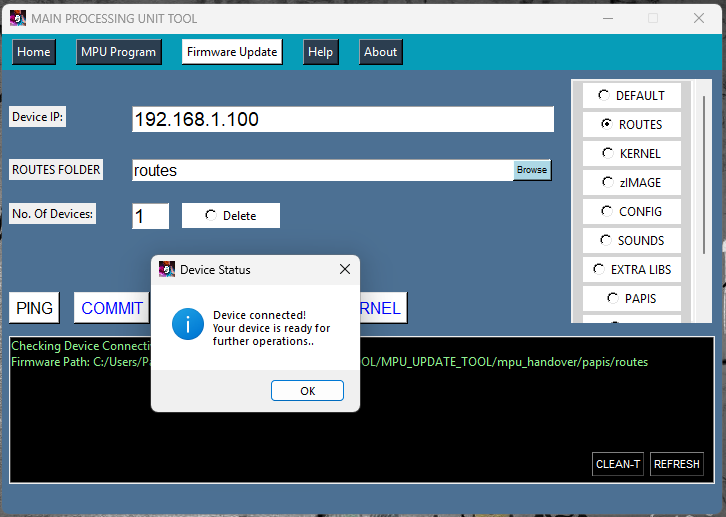 MAIN PROCESSING UNIT TOOL
Home MPU Program Firmware Update Help About
Device IP: 192.168.1.100
ROUTES FOLDER routes Browse
No. Of Devices: 1 Delete
DEFAULT
ROUTES
KERNEL
zIMAGE
CONFIG
SOUNDS
EXTRA LIBS
PAPIS
Device Status
Device connected!
Your device is ready for
further operations..
OK
PING COMMIT RNEL
Checking Device Connecti
Firmware Path: C:/Users/Pa OL/MPU_UPDATE_TOOL/mpu_handover/papis/routes
CLEAN-T REFRESH